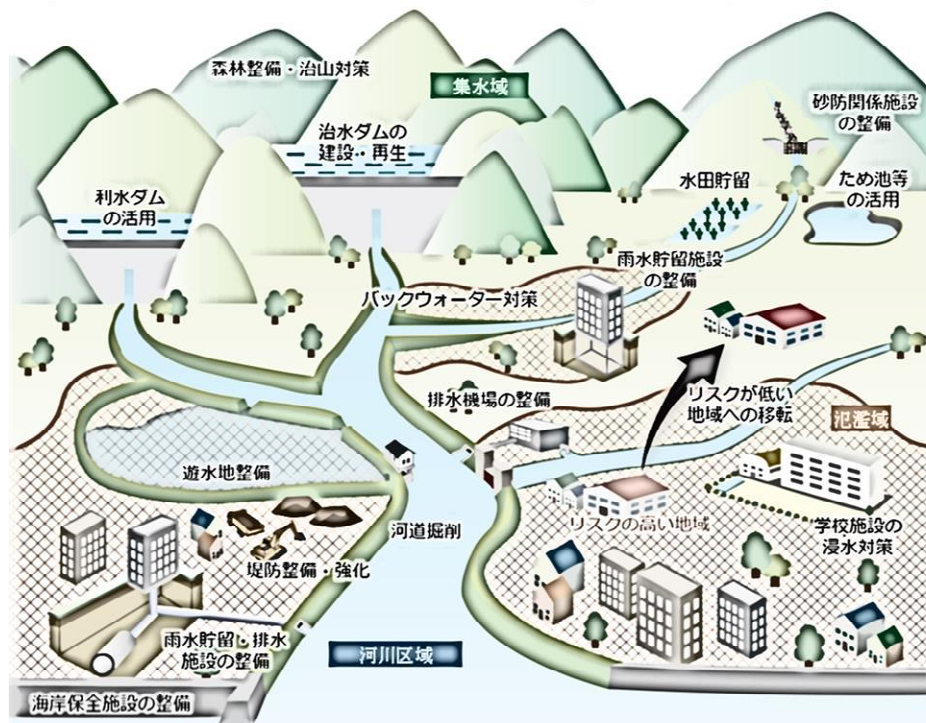 森林整備・治山対策
集水域
砂防関係施設
の整備
治水ダムの
建設・再生
水田貯留
ため池等
の活用
利水ダム
の活用
雨水貯留施設
の整備
バックウォーター対策
排水機場の整備
リスクが低い
地域への移転
氾濫域
遊水地整備
河道掘削
リスクの高い地域
学校施設の
浸水対策
堤防整備・強化
雨水貯留・排水
施設の整備
河川区域
海岸保全施設の整備